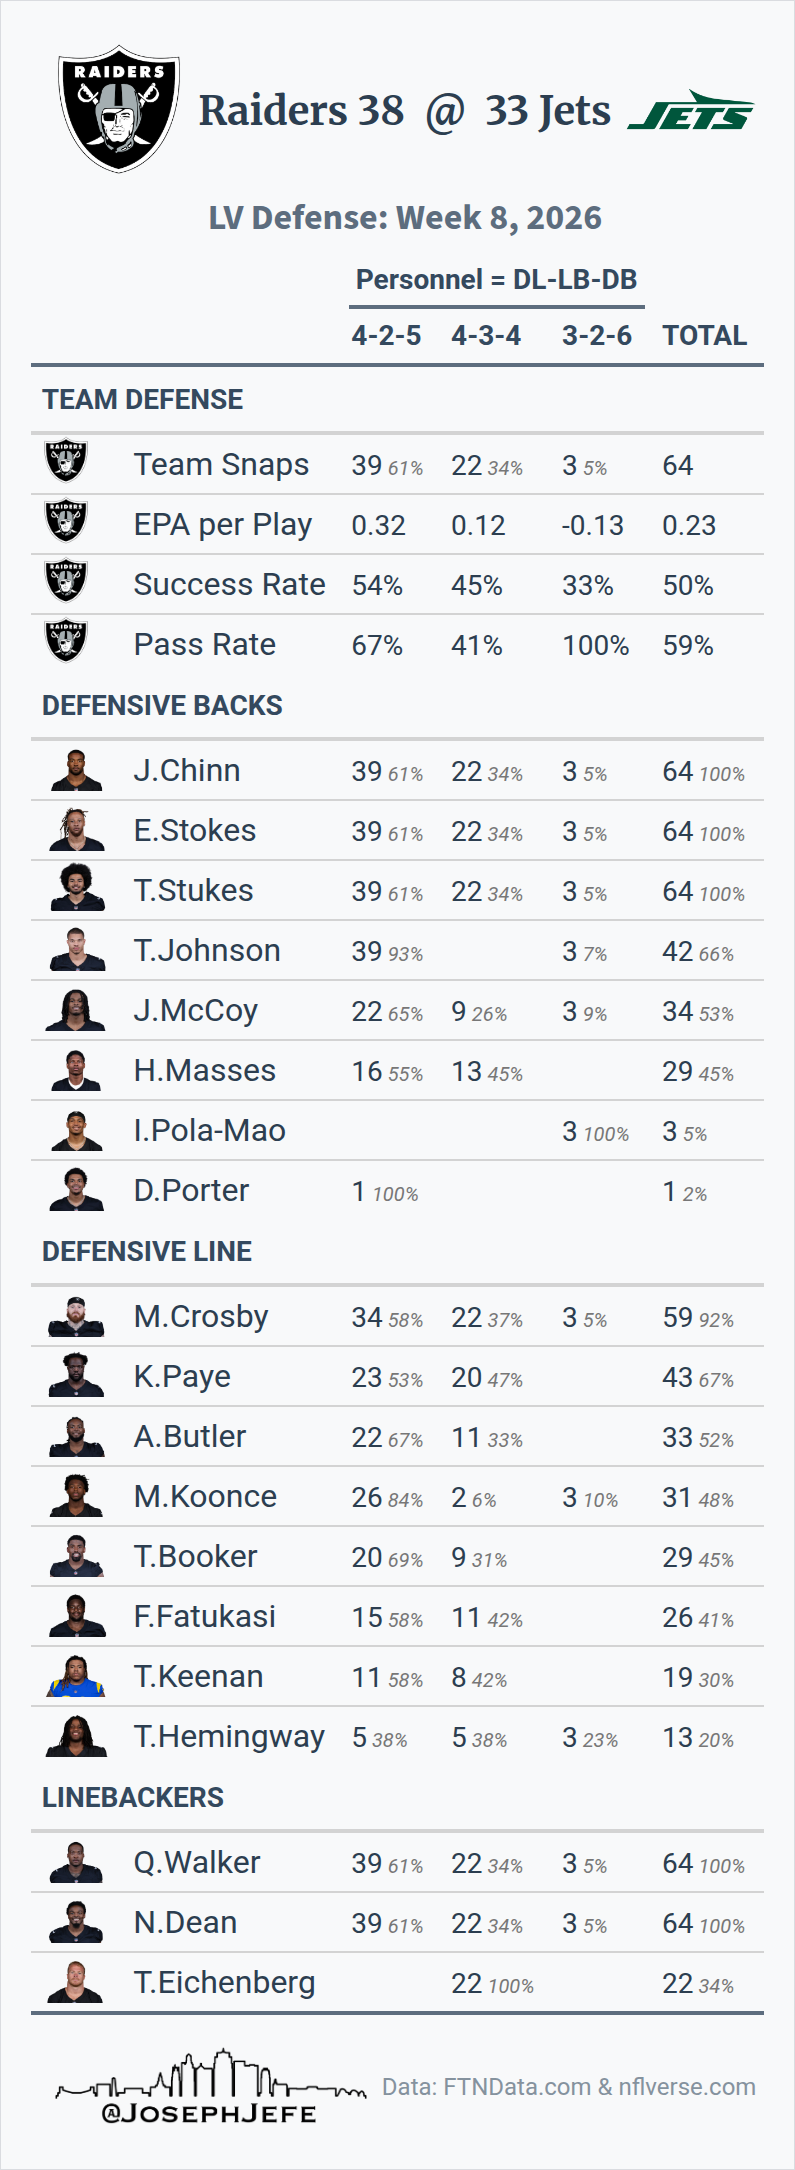 RAIDERS
Raiders 38 @ 33 Jets
JETS
LV Defense: Week 8, 2026
Personnel = DL-LB-DB
4-2-5 4-3-4 3-2-6 TOTAL
TEAM DEFENSE
RAIDERS Team Snaps 39 61% 22 34% 3 5% 64
RAIDERS EPA per Play 0.32 0.12 -0.13 0.23
RAIDERS Success Rate 54% 45% 33% 50%
RAIDERS Pass Rate 67% 41% 100% 59%
DEFENSIVE BACKS
J.Chinn 39 61% 22 34% 3 5% 64 100%
E.Stokes 39 61% 22 34% 3 5% 64 100%
T.Stukes 39 61% 22 34% 3 5% 64 100%
T.Johnson 39 93% 3 7% 42 66%
J.McCoy 22 65% 9 26% 3 9% 34 53%
H.Masses 16 55% 13 45% 29 45%
I.Pola-Mao 3 100% 3 5%
D.Porter 1 100% 1 2%
DEFENSIVE LINE
M.Crosby 34 58% 22 37% 3 5% 59 92%
K.Paye 23 53% 20 47% 43 67%
A.Butler 22 67% 11 33% 33 52%
M.Koonce 26 84% 2 6% 3 10% 31 48%
T.Booker 20 69% 9 31% 29 45%
F.Fatukasi 15 58% 11 42% 26 41%
T.Keenan 11 58% 8 42% 19 30%
T.Hemingway 5 38% 5 38% 3 23% 13 20%
LINEBACKERS
Q.Walker 39 61% 22 34% 3 5% 64 100%
N.Dean 39 61% 22 34% 3 5% 64 100%
T.Eichenberg 22 100% 22 34%
@JOSEPHJEFE
Data: FTNData.com & nflverse.com